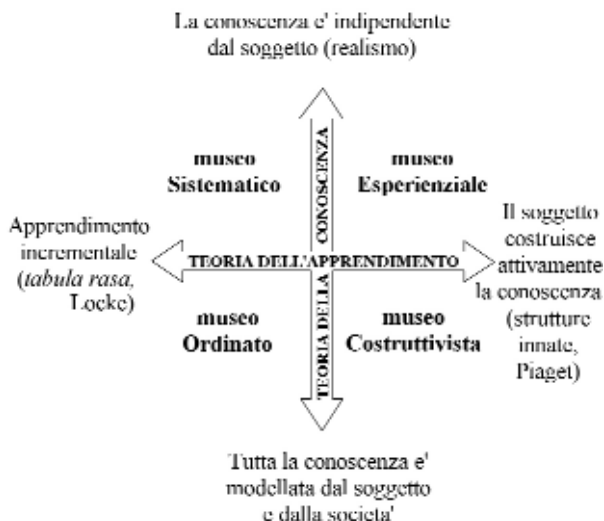 La conoscenza e' indipendente
dal soggetto (realismo)
museo
Sistematico
museo
Esperienziale
TEORIA DELLA CONOSCENZA
Apprendimento
incrementale
(tabula rasa,
Locke)
TEORIA DELL'APPRENDIMENTO
Il soggetto
costruisce
attivamente
la conoscenza
(strutture
innate,
Piaget)
museo
Ordinato
museo
Costruttivista
Tutta la conoscenza e'
modellata dal soggetto
e dalla societa'